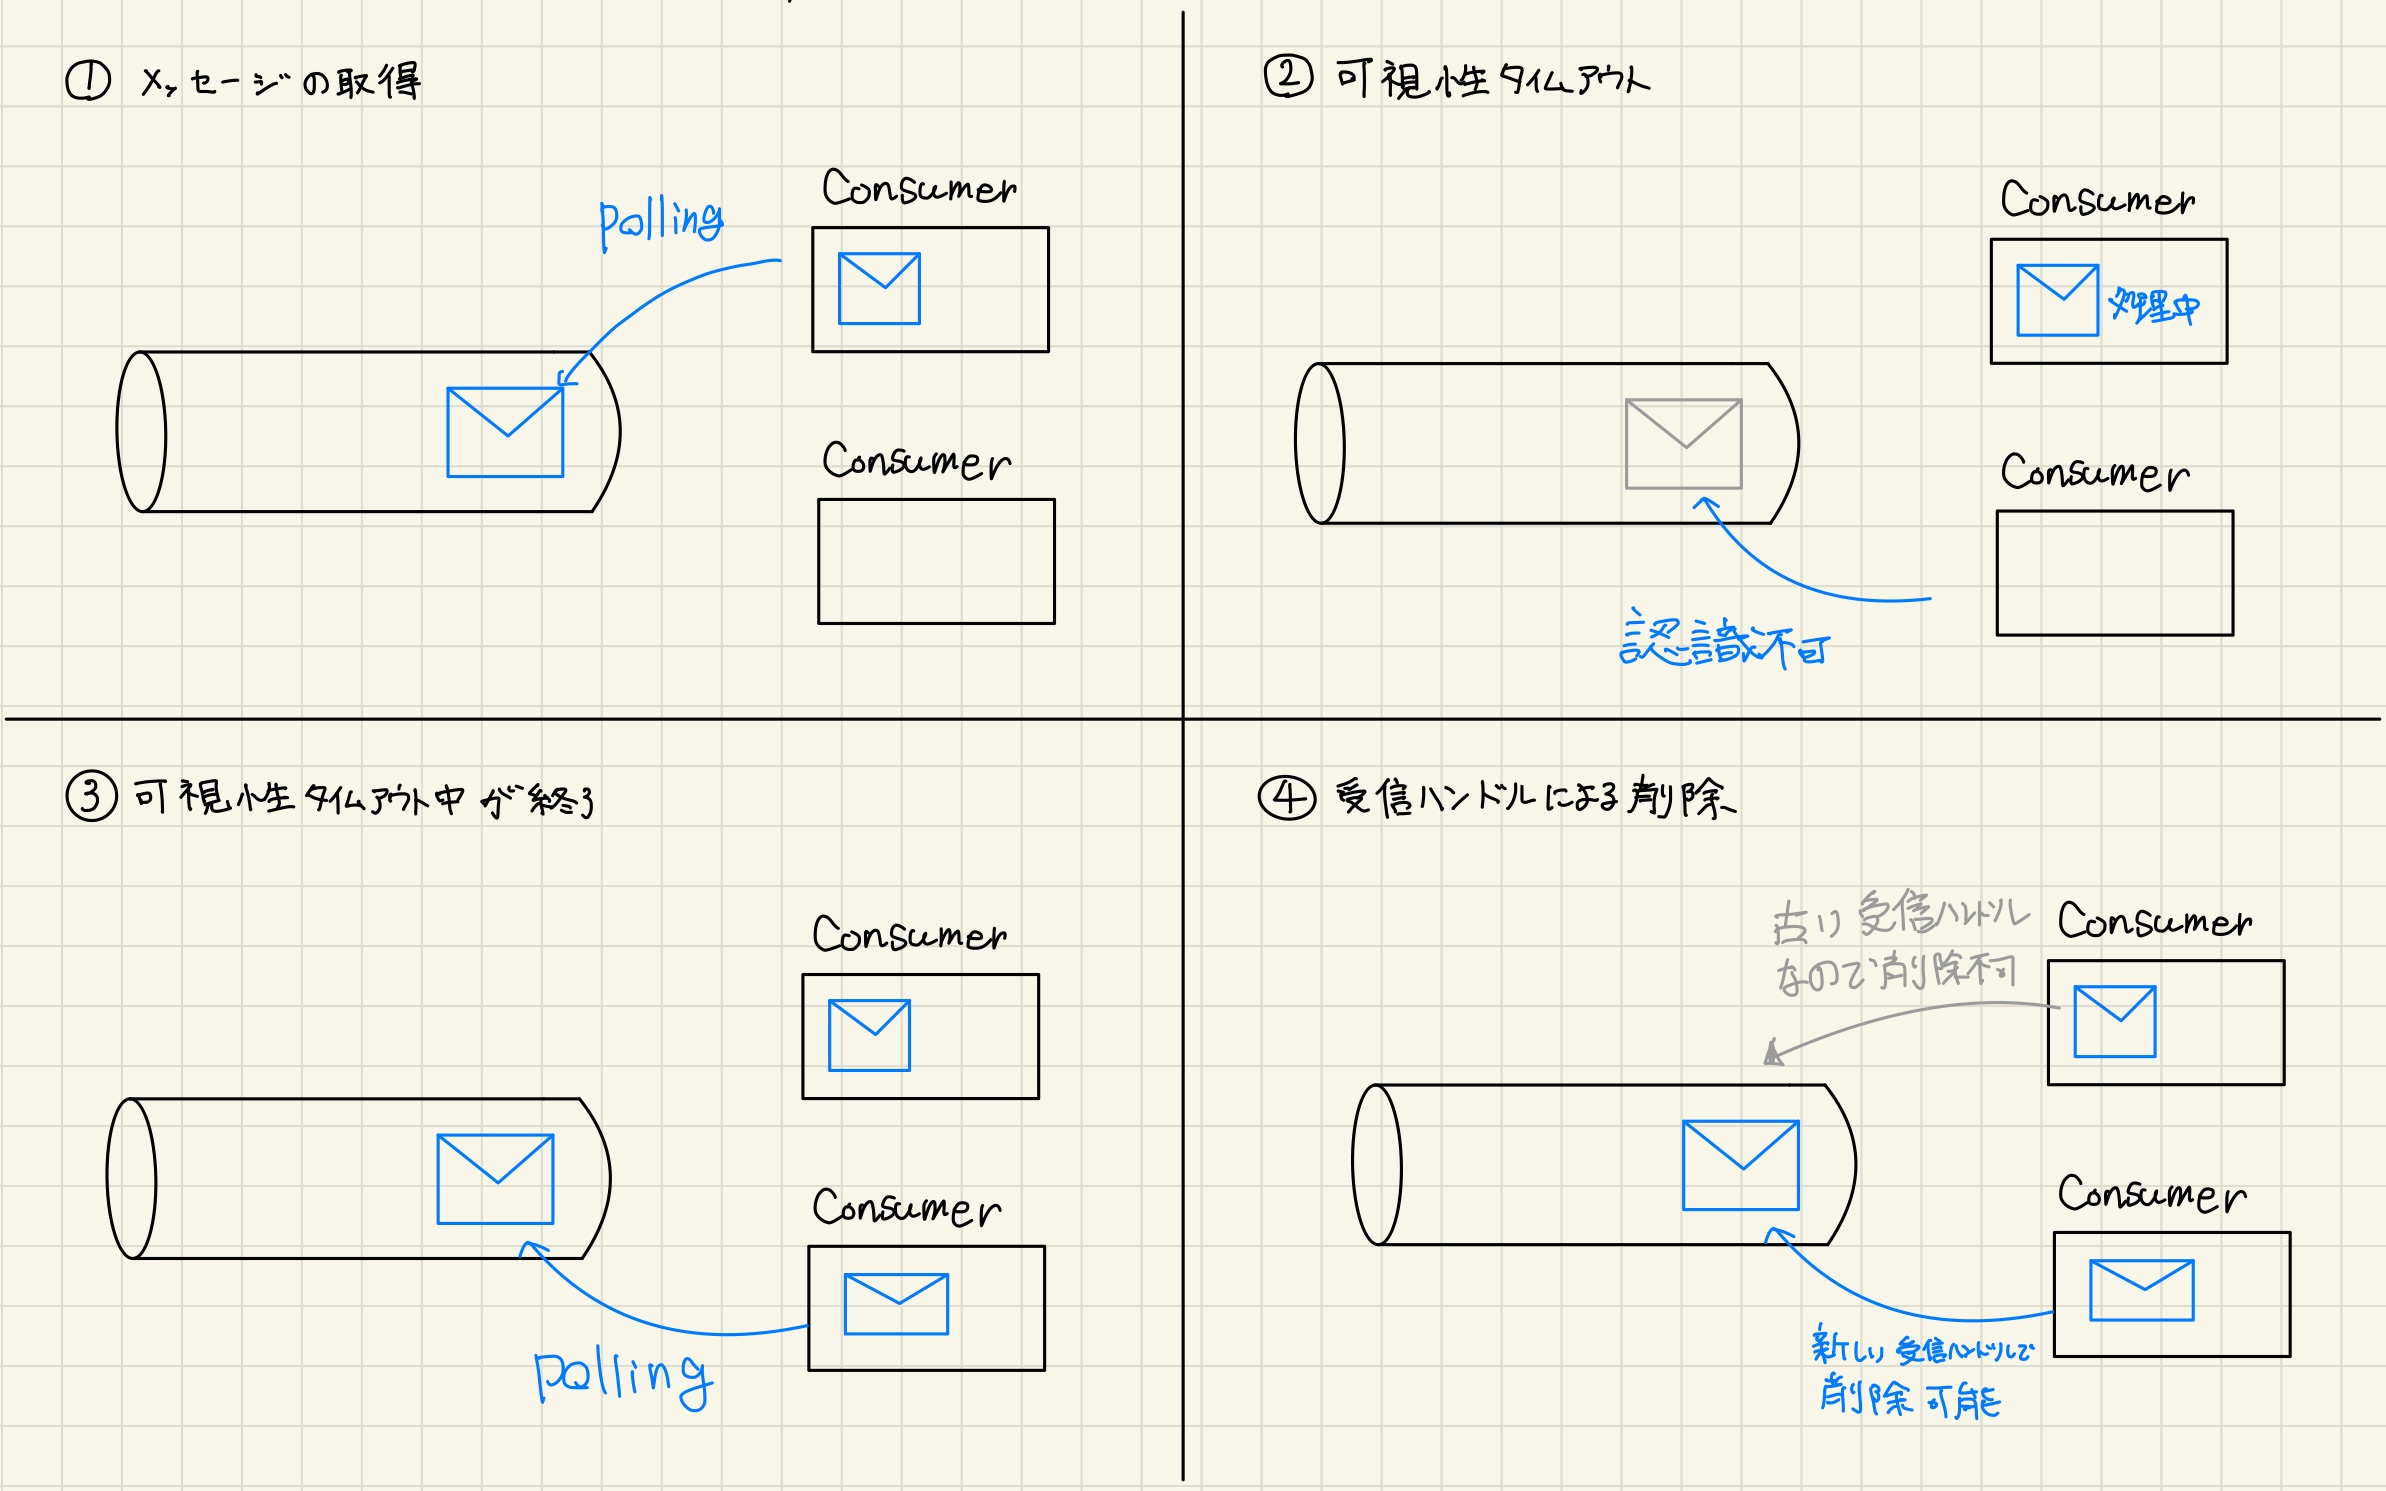 ① メッセージの取得
polling
Consumer
Consumer
② 可視性タイムアウト
Consumer
処理中
Consumer
認識不可
③ 可視性タイムアウト中が終了
Consumer
Consumer
polling
④ 受信ハンドルによる削除
古い受信ハンドル
なので削除不可
Consumer
Consumer
新しい受信ハンドルで
削除可能